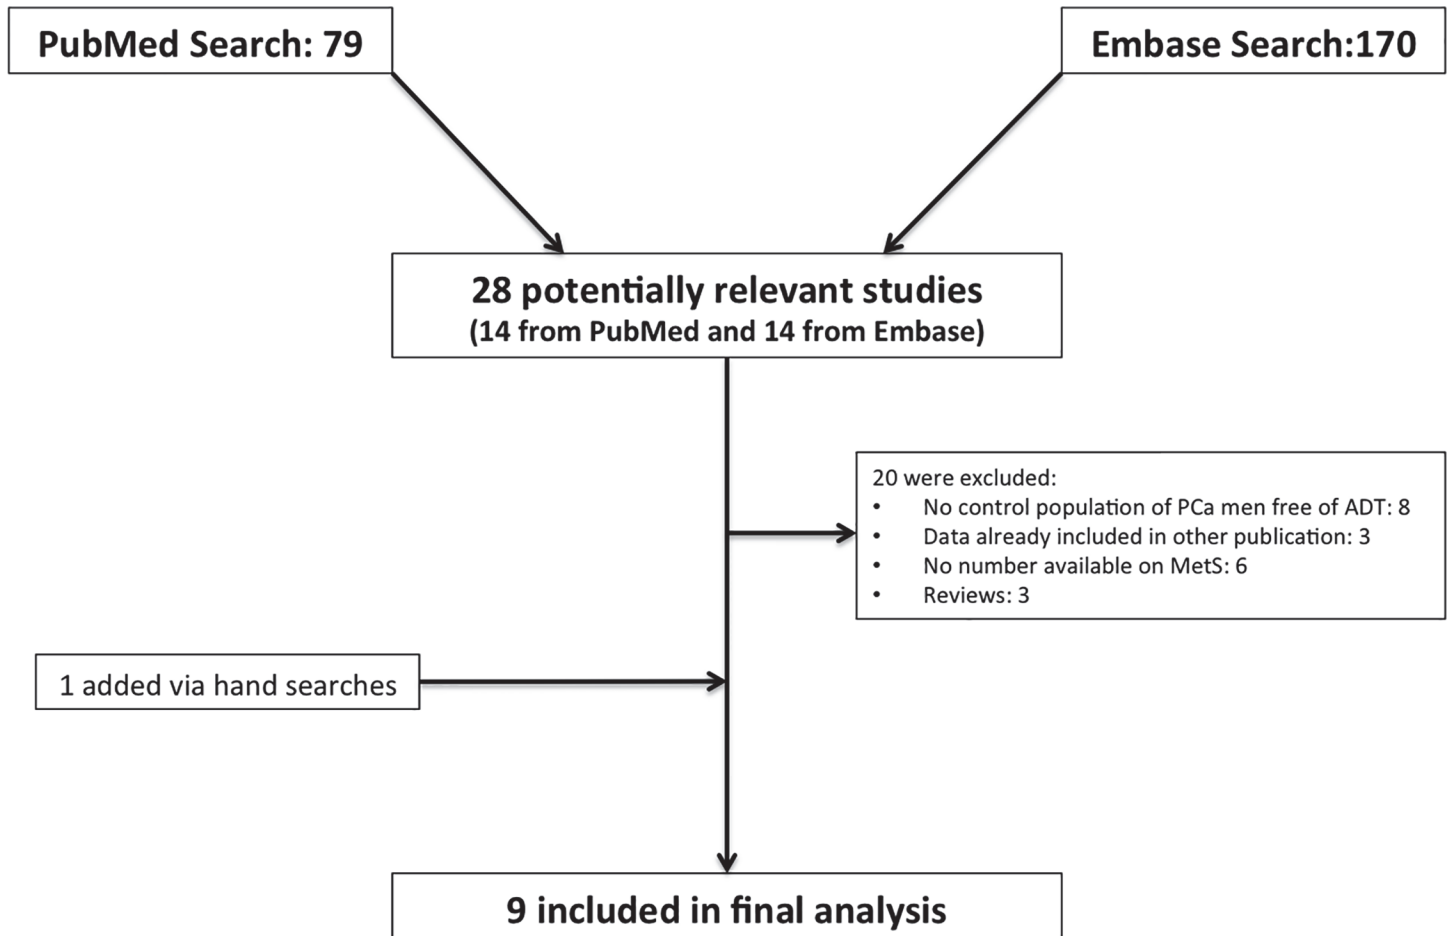 PubMed Search: 79
Embase Search:170
28 potentially relevant studies
(14 from PubMed and 14 from Embase)
20 were excluded:
• No control population of PCa men free of ADT: 8
• Data already included in other publication: 3
• No number available on MetS: 6
• Reviews: 3
1 added via hand searches
9 included in final analysis